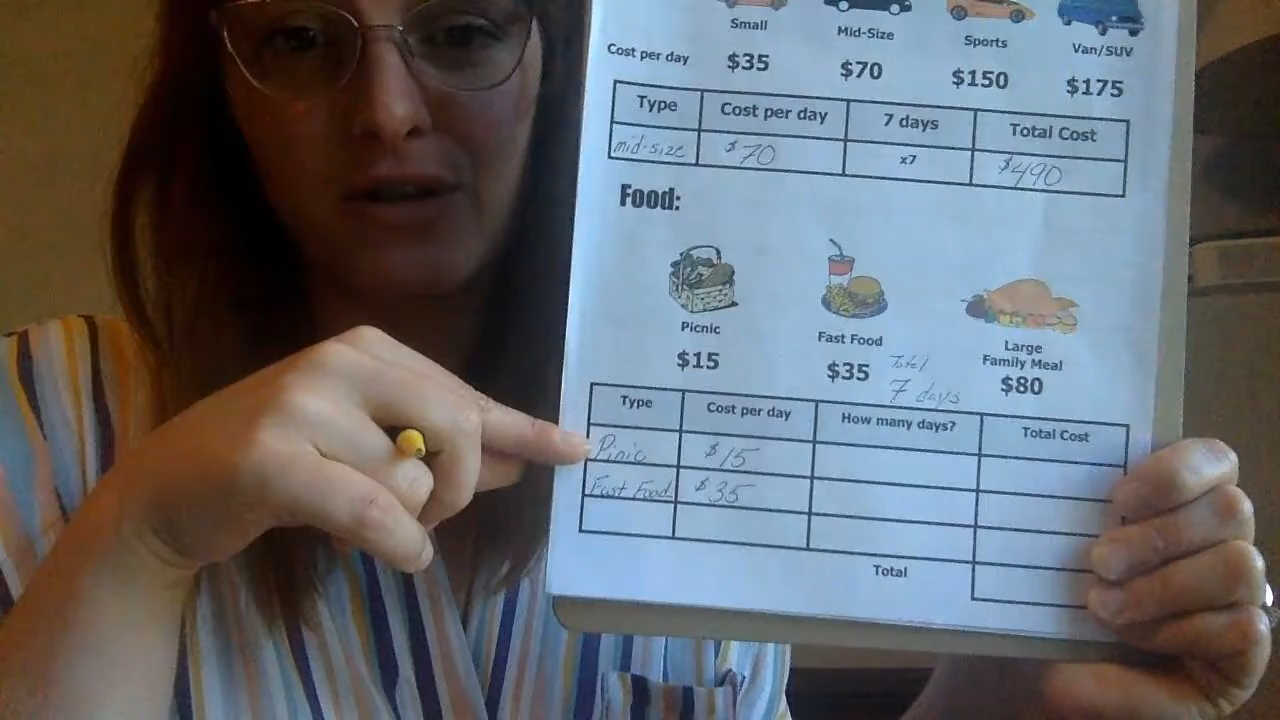 Small Mid-Size Sports Van/SUV
Cost per day $35 $70 $150 $175
Type Cost per day 7 days Total Cost
mid-size $70 x7 $490
Food:
Picnic Fast Food Large
Family Meal
$15 $35 $80
Total
7 days
Type Cost per day How many days? Total Cost
Pinic $15
Fast Food $35
Total